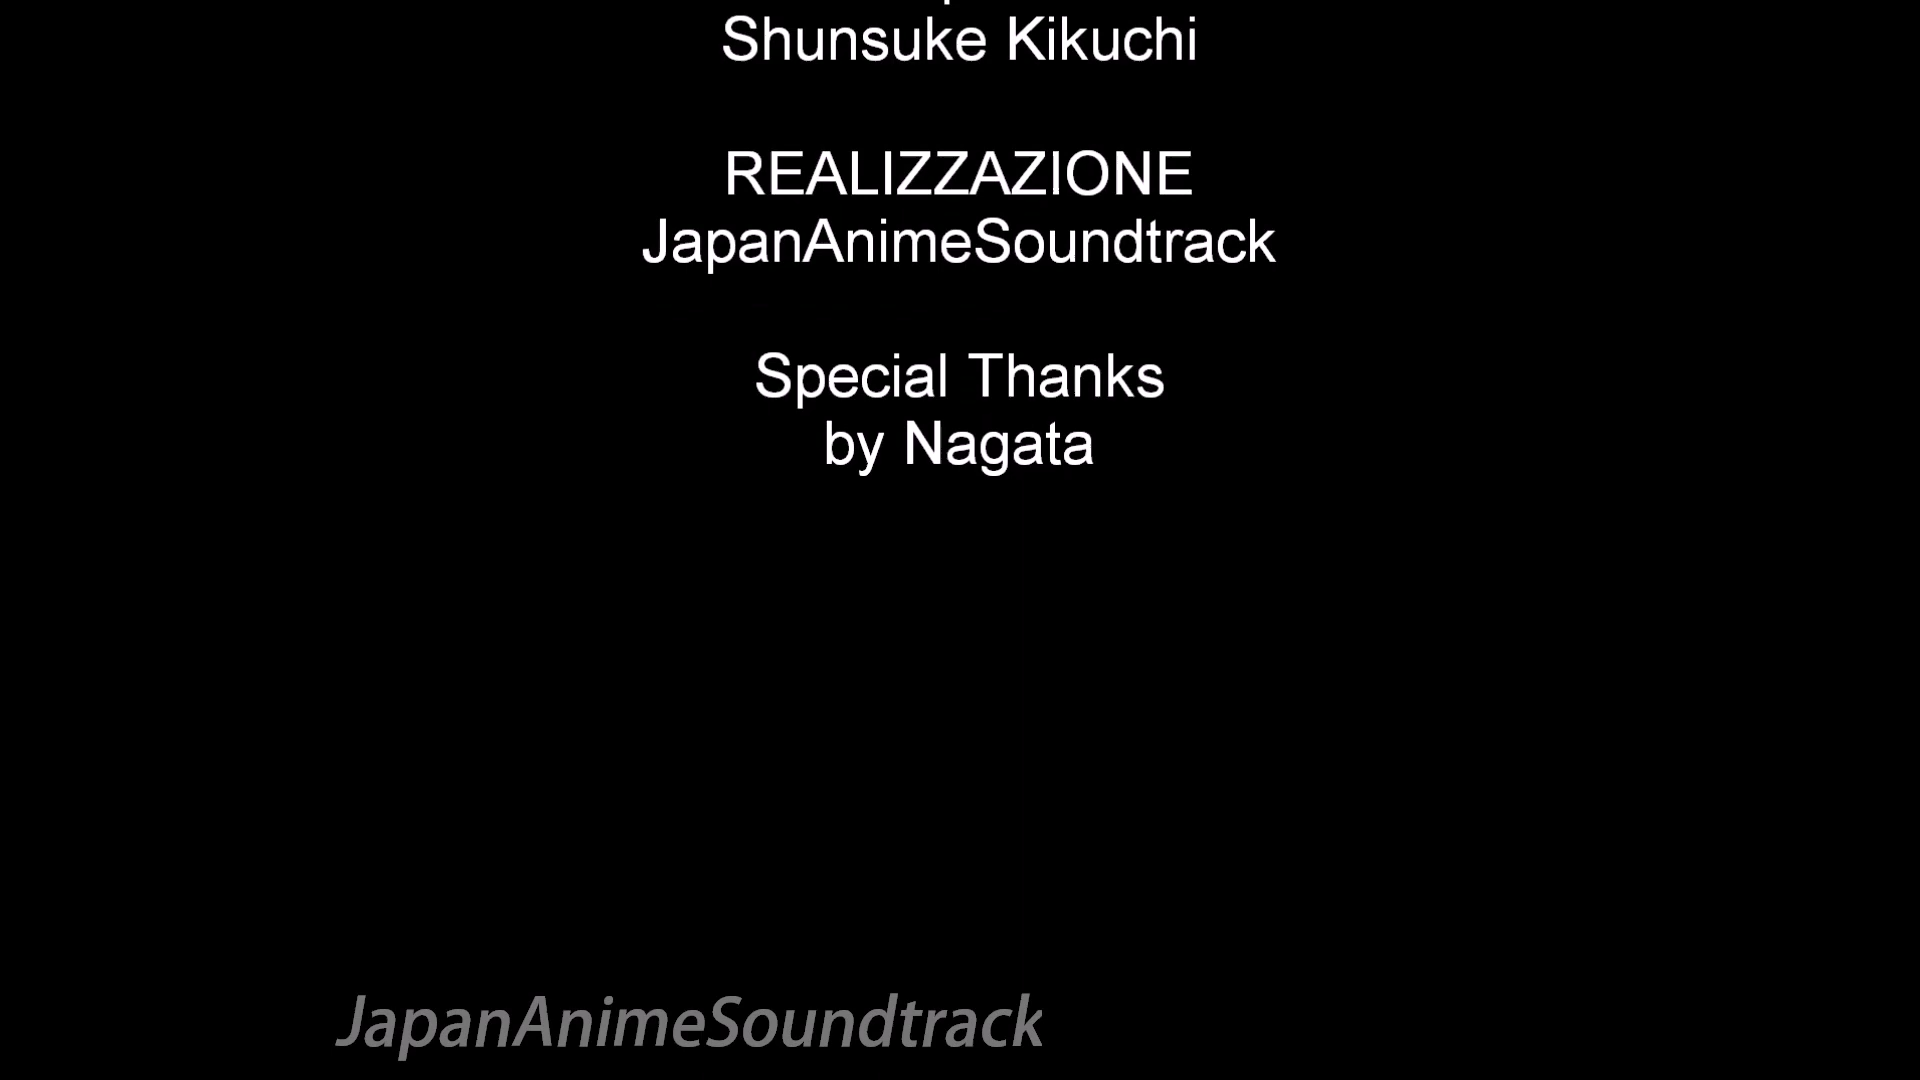 Shunsuke Kikuchi
REALIZZAZIONE
JapanAnimeSoundtrack
Special Thanks
by Nagata
JapanAnimeSoundtrack